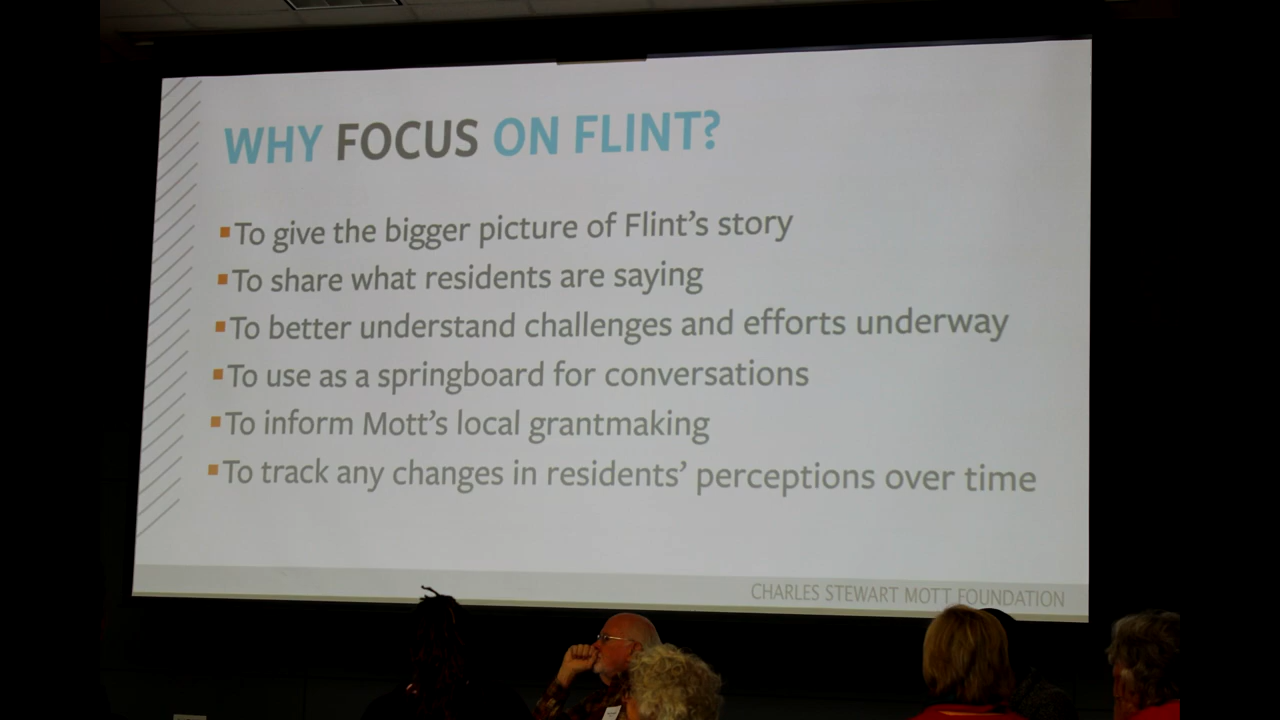 WHY FOCUS ON FLINT?
▪To give the bigger picture of Flint's story
▪To share what residents are saying
▪To better understand challenges and efforts underway
▪To use as a springboard for conversations
▪To inform Mott's local grantmaking
▪To track any changes in residents' perceptions over time
CHARLES STEWART MOTT FOUNDATION